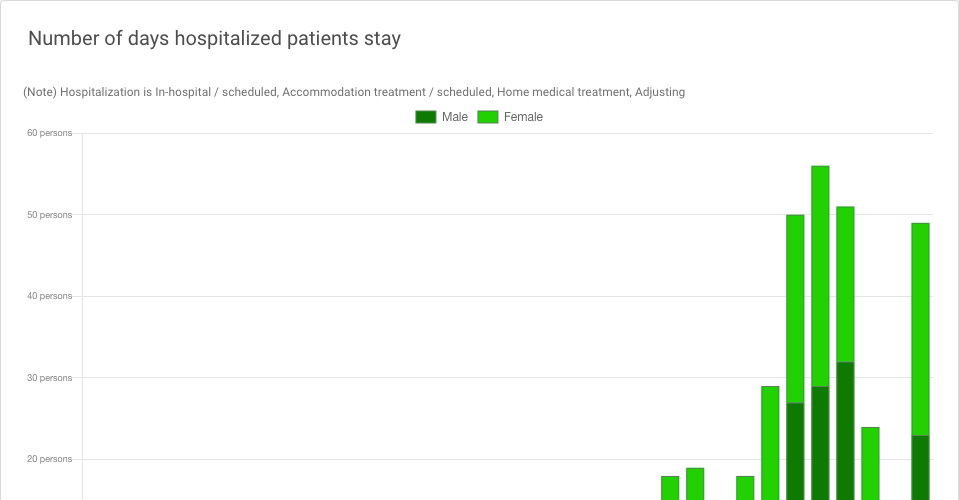 Number of days hospitalized patients stay
(Note) Hospitalization is In-hospital / scheduled, Accommodation treatment / scheduled, Home medical treatment, Adjusting
Male Female
60 persons
50 persons
40 persons
30 persons
20 persons